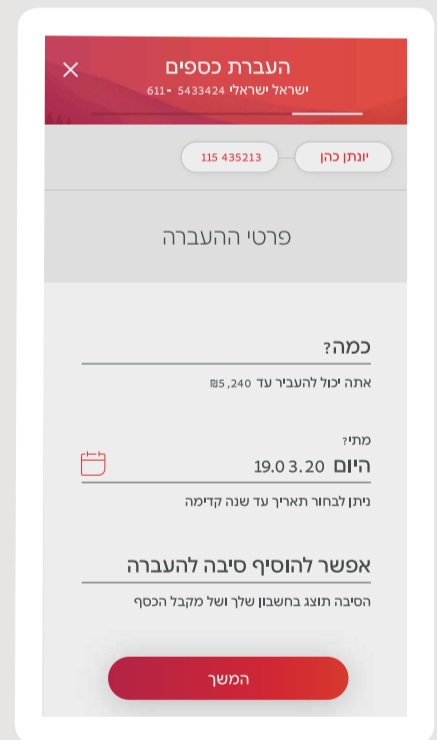 העברת כספים
ישראל ישראלי 5433424 -611
יונתן כהן
115 435213
פרטי ההעברה
כמה?
אתה יכול להעביר עד 5,240₪
מתי?
היום 19.03.20
ניתן לבחור תאריך עד שנה קדימה
אפשר להוסיף סיבה להעברה
הסיבה תוצג בחשבון שלך ושל מקבל הכסף
המשך